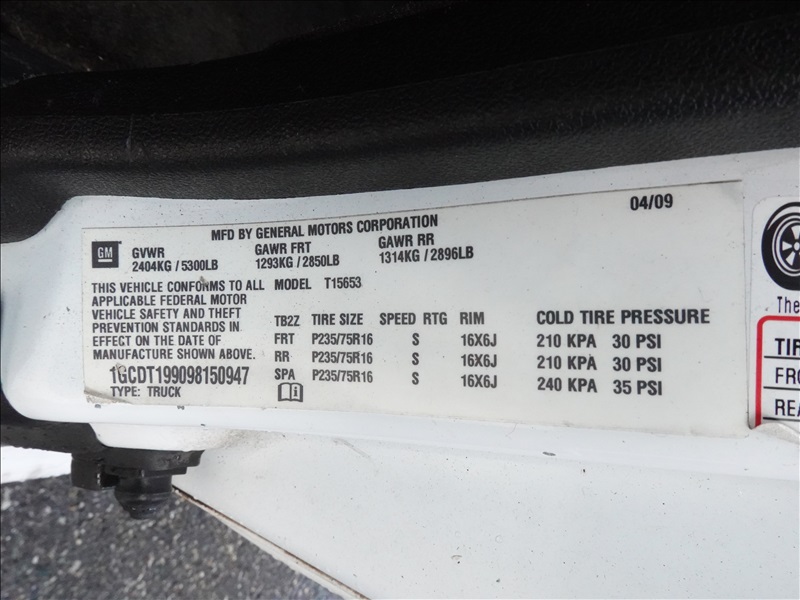 04/09
MFD BY GENERAL MOTORS CORPORATION
GM
GVWR GAWR FRT GAWR RR
2404KG / 5300LB 1293KG / 2850LB 1314KG / 2896LB
THIS VEHICLE CONFORMS TO ALL MODEL T15653
APPLICABLE FEDERAL MOTOR
VEHICLE SAFETY AND THEFT
PREVENTION STANDARDS IN
EFFECT ON THE DATE OF
MANUFACTURE SHOWN ABOVE.
1GCDT199098150947
TYPE: TRUCK
TB2Z TIRE SIZE SPEED RTG RIM COLD TIRE PRESSURE
FRT P235/75R16 S 16X6J 210 KPA 30 PSI
RR P235/75R16 S 16X6J 210 KPA 30 PSI
SPA P235/75R16 S 16X6J 240 KPA 35 PSI
The
TIR
FRO
REA